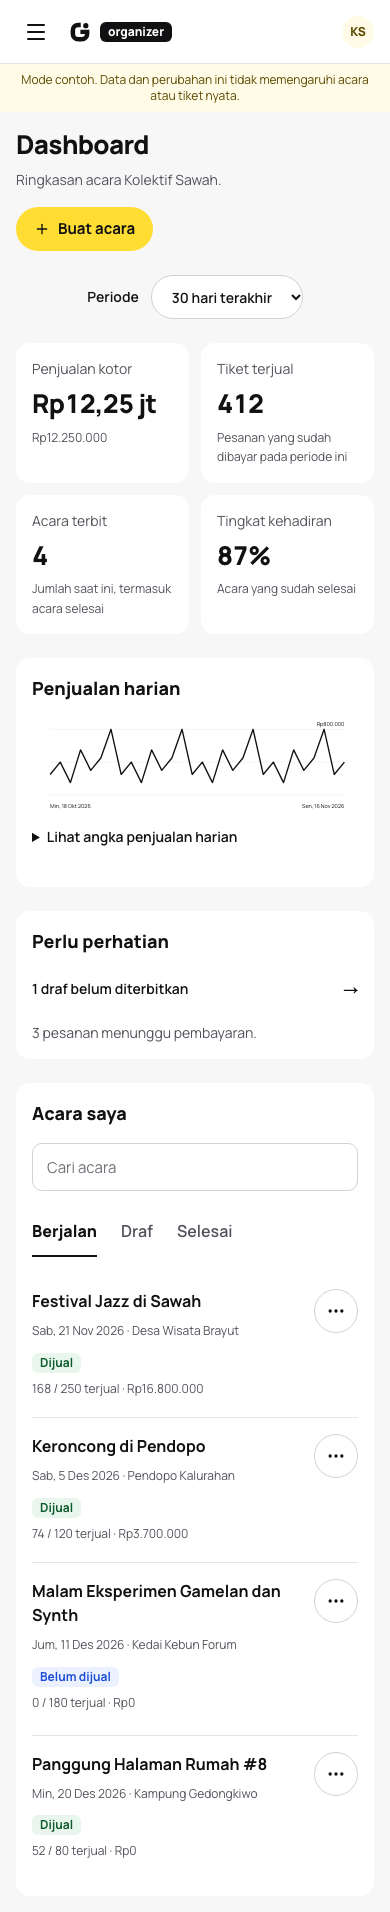 G organizer
KS
Mode contoh. Data dan perubahan ini tidak memengaruhi acara
atau tiket nyata.
Dashboard
Ringkasan acara Kolektif Sawah.
+ Buat acara
Periode
30 hari terakhir
Penjualan kotor
Rp12,25 jt
Rp12.250.000
Tiket terjual
412
Pesanan yang sudah
dibayar pada periode ini
Acara terbit
4
Jumlah saat ini, termasuk
acara selesai
Tingkat kehadiran
87%
Acara yang sudah selesai
Penjualan harian
Rp800.000
Min, 18 Okt 2026
Sen, 16 Nov 2026
Lihat angka penjualan harian
Perlu perhatian
1 draf belum diterbitkan
3 pesanan menunggu pembayaran.
Acara saya
Cari acara
Berjalan
Draf
Selesai
Festival Jazz di Sawah
Sab, 21 Nov 2026 · Desa Wisata Brayut
Dijual
168 / 250 terjual · Rp16.800.000
Keroncong di Pendopo
Sab, 5 Des 2026 · Pendopo Kalurahan
Dijual
74 / 120 terjual · Rp3.700.000
Malam Eksperimen Gamelan dan
Synth
Jum, 11 Des 2026 · Kedai Kebun Forum
Belum dijual
0 / 180 terjual · Rp0
Panggung Halaman Rumah #8
Min, 20 Des 2026 · Kampung Gedongkiwo
Dijual
52 / 80 terjual · Rp0